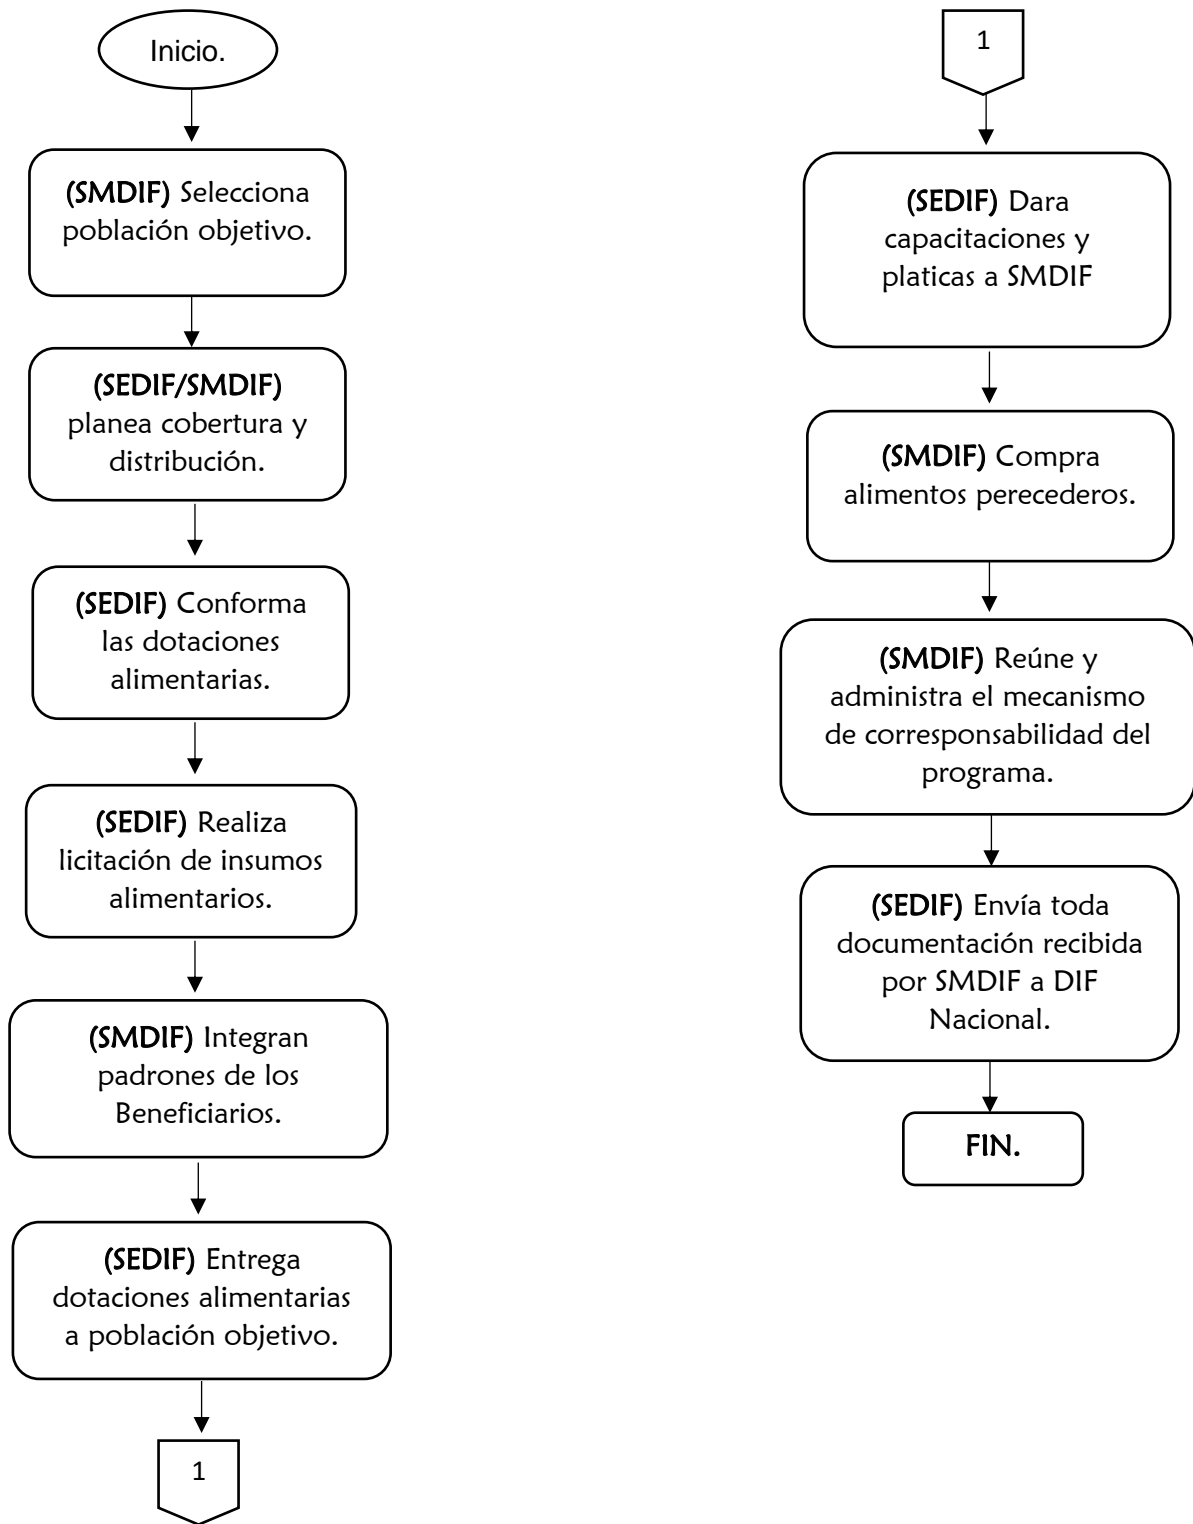 Inicio.
(SMDIF) Selecciona
población objetivo.
(SEDIF/SMDIF)
planea cobertura y
distribución.
(SEDIF) Conforma
las dotaciones
alimentarias.
(SEDIF) Realiza
licitación de insumos
alimentarios.
(SMDIF) Integran
padrones de los
Beneficiarios.
(SEDIF) Entrega
dotaciones alimentarias
a población objetivo.
1
1
(SEDIF) Dara
capacitaciones y
platicas a SMDIF
(SMDIF) Compra
alimentos perecederos.
(SMDIF) Reúne y
administra el mecanismo
de corresponsabilidad del
programa.
(SEDIF) Envía toda
documentación recibida
por SMDIF a DIF
Nacional.
FIN.